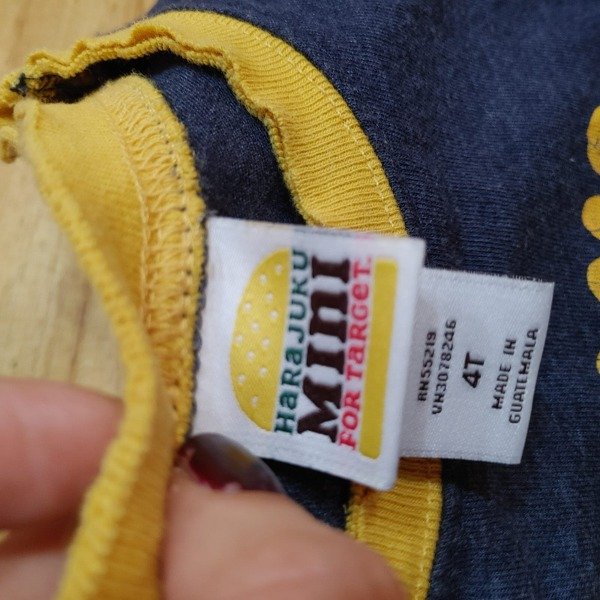 HaRaJUKU
MINI
FOR TaRGeT.
RN55219
VN3078246
4T
MADE IN
GUATEMALA